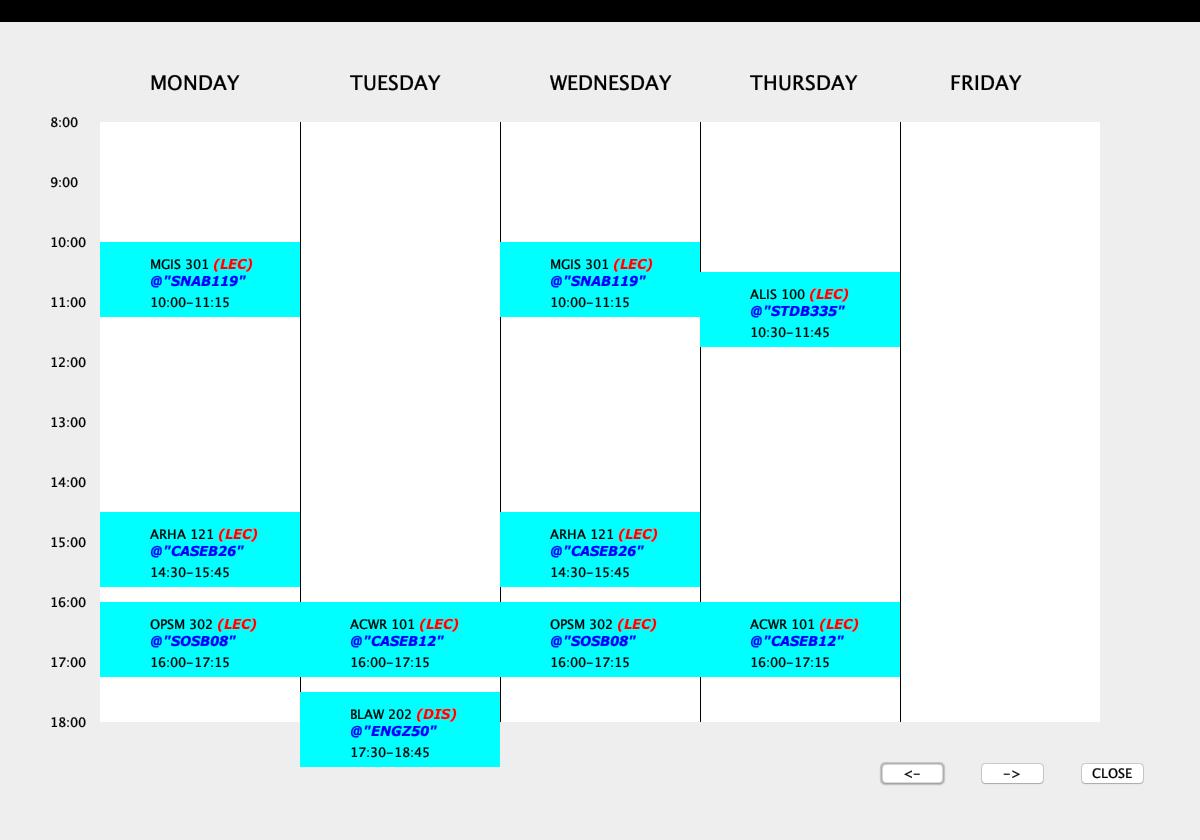 MONDAY TUESDAY WEDNESDAY THURSDAY FRIDAY
8:00
9:00
10:00
MGIS 301 (LEC)
@"SNAB119"
10:00-11:15
MGIS 301 (LEC)
@"SNAB119"
10:00-11:15
ALIS 100 (LEC)
@"STDB335"
10:30-11:45
11:00
12:00
13:00
14:00
ARHA 121 (LEC)
@"CASEB26"
14:30-15:45
ARHA 121 (LEC)
@"CASEB26"
14:30-15:45
15:00
16:00
OPSM 302 (LEC)
@"SOSB08"
16:00-17:15
ACWR 101 (LEC)
@"CASEB12"
16:00-17:15
OPSM 302 (LEC)
@"SOSB08"
16:00-17:15
ACWR 101 (LEC)
@"CASEB12"
16:00-17:15
17:00
BLAW 202 (DIS)
@"ENGZ50"
17:30-18:45
18:00
<- -> CLOSE